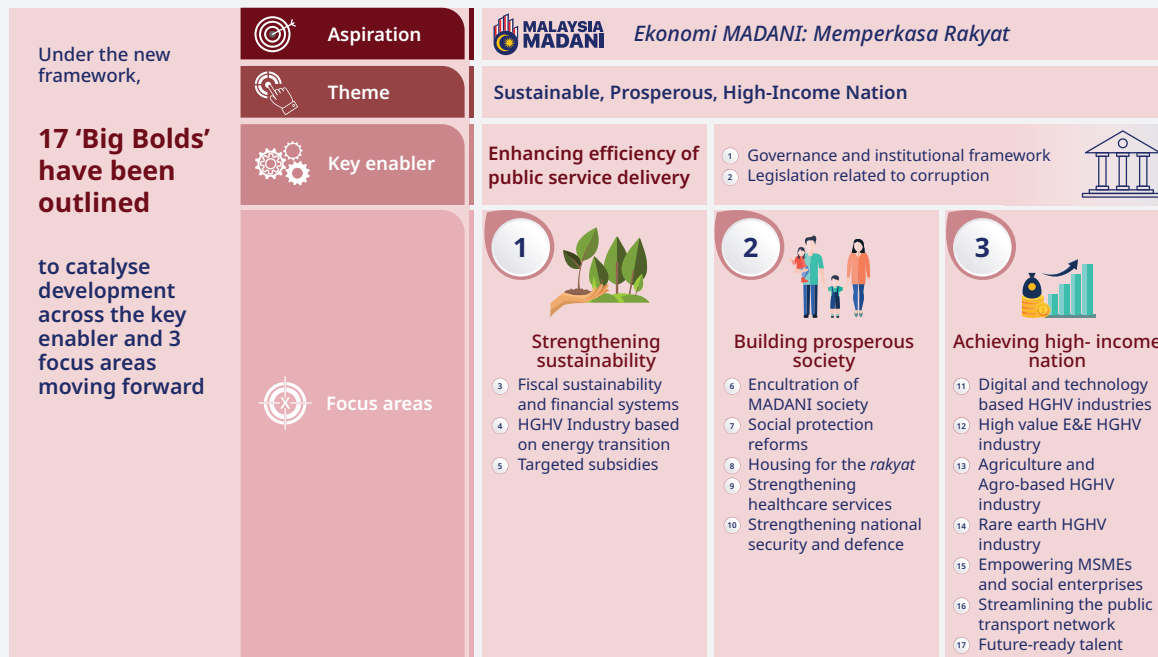 Under the new
framework,
17 ‘Big Bolds’
have been
outlined
to catalyse
development
across the key
enabler and 3
focus areas
moving forward
Aspiration
MALAYSIA
MADANI
Ekonomi MADANI: Memperkasa Rakyat
Theme
Sustainable, Prosperous, High-Income Nation
Key enabler
Enhancing efficiency of
public service delivery
1 Governance and institutional framework
2 Legislation related to corruption
Focus areas
1
Strengthening
sustainability
3 Fiscal sustainability
and financial systems
4 HGHV Industry based
on energy transition
5 Targeted subsidies
2
Building prosperous
society
6 Encultration of
MADANI society
7 Social protection
reforms
8 Housing for the rakyat
9 Strengthening
healthcare services
10 Strengthening national
security and defence
3
Achieving high- income
nation
11 Digital and technology
based HGHV industries
12 High value E&E HGHV
industry
13 Agriculture and
Agro-based HGHV
industry
14 Rare earth HGHV
industry
15 Empowering MSMEs
and social enterprises
16 Streamlining the public
transport network
17 Future-ready talent